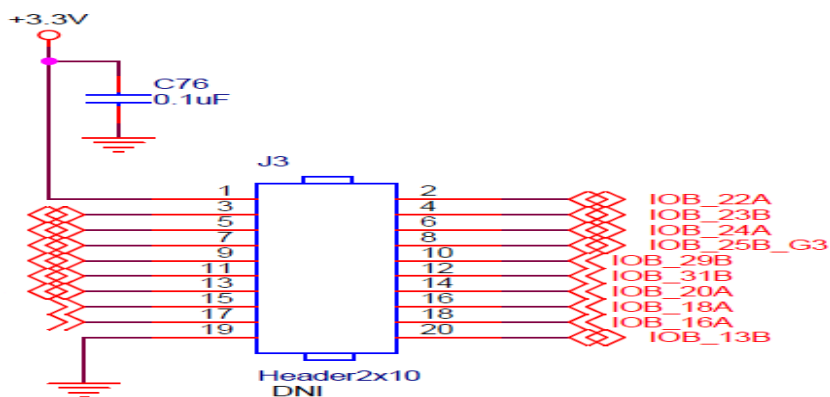 +3.3V
C76
0.1uF
J3
1 2 IOB_22A
3 4 IOB_23B
5 6 IOB_24A
7 8 IOB_25B_G3
9 10 IOB_29B
11 12 IOB_31B
13 14 IOB_20A
15 16 IOB_18A
17 18 IOB_16A
19 20 IOB_13B
Header2x10
DNI